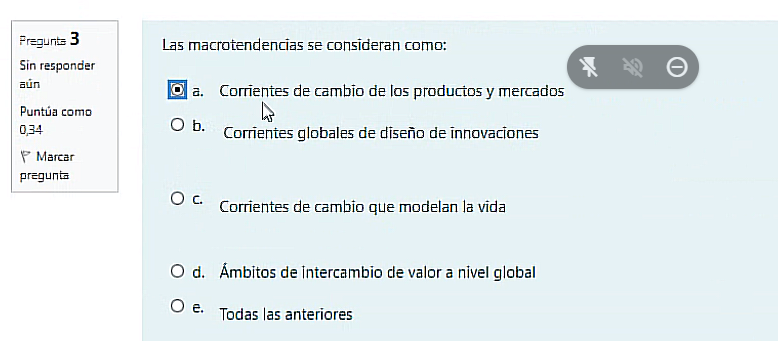 Pregunta 3
Sin responder
aún
Puntúa como
0,34
Marcar
pregunta
Las macrotendencias se consideran como:
a. Corrientes de cambio de los productos y mercados
b. Corrientes globales de diseño de innovaciones
c. Corrientes de cambio que modelan la vida
d. Ámbitos de intercambio de valor a nivel global
e. Todas las anteriores